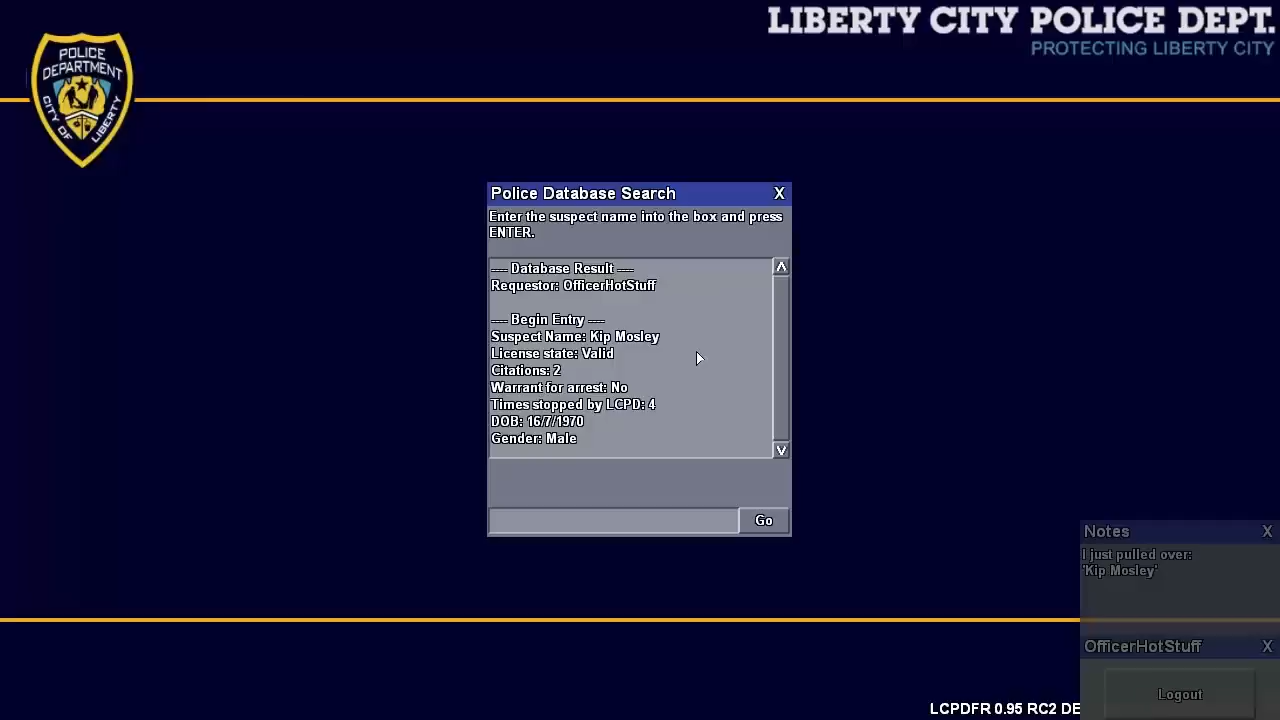 LIBERTY CITY POLICE DEPT.
PROTECTING LIBERTY CITY
POLICE
DEPARTMENT
CITY OF LIBERTY
Police Database Search X
Enter the suspect name into the box and press
ENTER.
---- Database Result ----
Requestor: OfficerHotStuff
---- Begin Entry ----
Suspect Name: Kip Mosley
License state: Valid
Citations: 2
Warrant for arrest: No
Times stopped by LCPD: 4
DOB: 16/7/1970
Gender: Male
Go
Notes X
I just pulled over:
'Kip Mosley'
OfficerHotStuff X
Logout
LCPDFR 0.95 RC2 DE